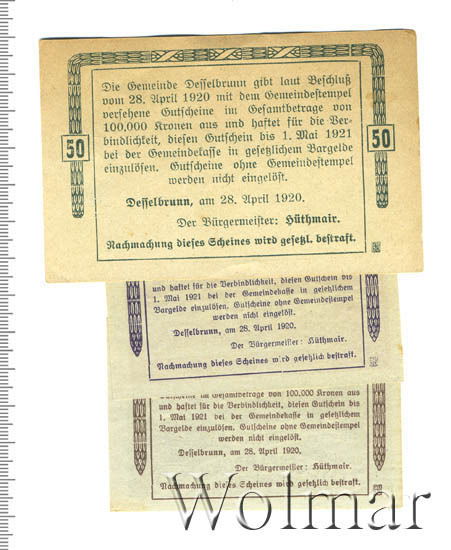 Die Gemeinde Desselbrunn gibt laut Beschluß
vom 28. April 1920 mit dem Gemeindestempel
versehene Gutscheine im Gesamtbetrage von
100,000 Kronen aus und haftet für die Ver-
bindlichkeit, diesen Gutschein bis 1. Mai 1921
bei der Gemeindekasse in gesetzlichem Bargelde
einzulösen. Gutscheine ohne Gemeindestempel
werden nicht eingelöst.
50
50
Desselbrunn, am 28. April 1920.
Der Bürgermeister: Hüthmair.
Nachmachung dieses Scheines wird gesetzl. bestraft.
und haftet für die Verbindlichkeit, diesen Gutschein bis
1. Mai 1921 bei der Gemeindekasse in gesetzlichem
Bargelde einzulösen. Gutscheine ohne Gemeindestempel
werden nicht eingelöst.
Desselbrunn, am 28. April 1920.
Der Bürgermeister: Hüthmair.
Nachmachung dieses Scheines wird gesetzlich bestraft.
Gutscheine im Gesamtbetrage von 100.000 Kronen aus
und haftet für die Verbindlichkeit, diesen Gutschein bis
1. Mai 1921 bei der Gemeindekasse in gesetzlichem
Bargelde einzulösen. Gutscheine ohne Gemeindestempel
werden nicht eingelöst.
Desselbrunn, am 28. April 1920.
Der Bürgermeister: Hüthmair.
Nachmachung dieses Scheines wird gesetzlich bestraft.
Wolmar